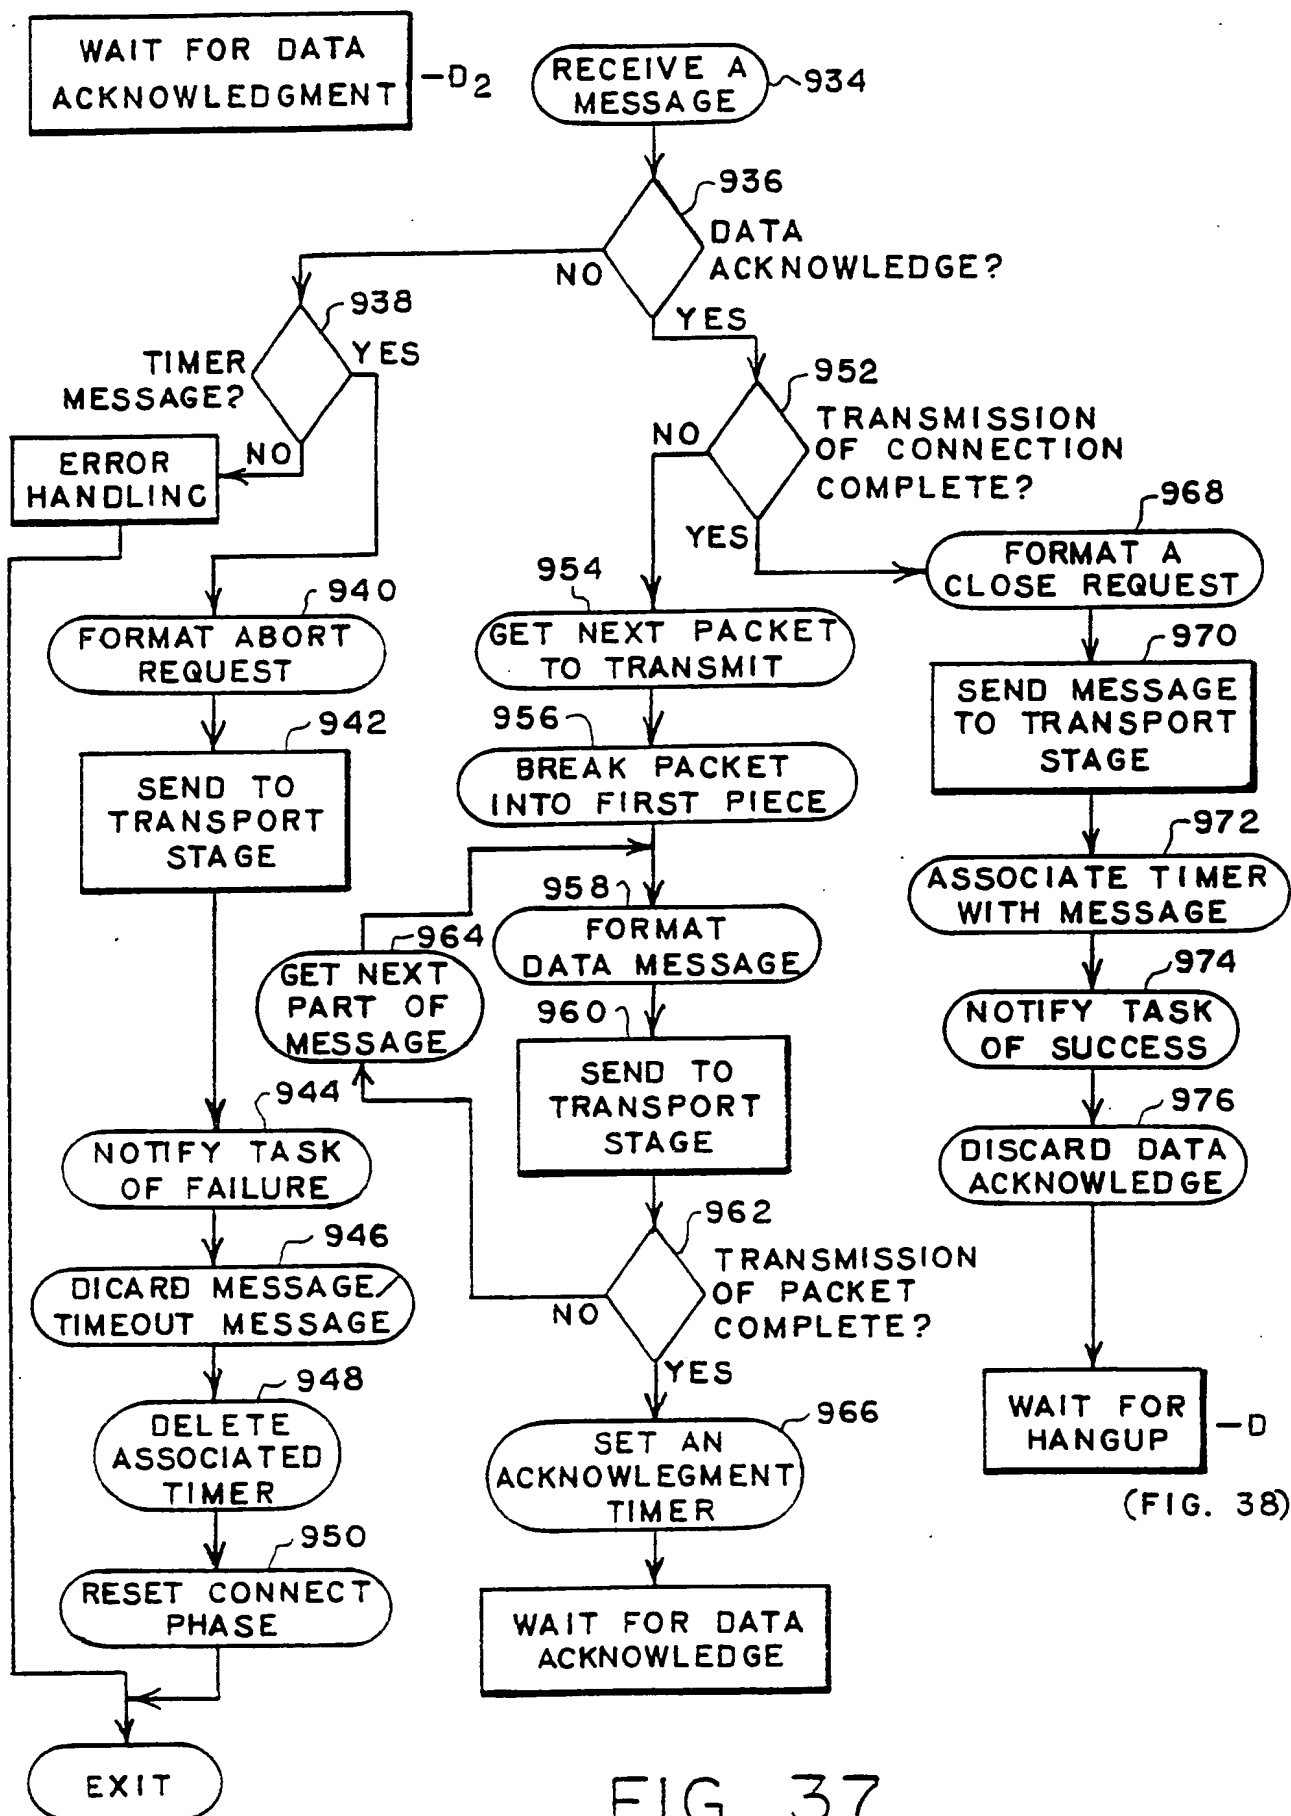 WAIT FOR DATA
ACKNOWLEDGMENT
-D2
RECEIVE A
MESSAGE
934
936
DATA
ACKNOWLEDGE?
NO
YES
938
TIMER
MESSAGE?
YES
NO
ERROR
HANDLING
952
TRANSMISSION
OF CONNECTION
COMPLETE?
NO
YES
940
FORMAT ABORT
REQUEST
942
SEND TO
TRANSPORT
STAGE
944
NOTIFY TASK
OF FAILURE
946
DICARD MESSAGE/
TIMEOUT MESSAGE
948
DELETE
ASSOCIATED
TIMER
950
RESET CONNECT
PHASE
EXIT
954
GET NEXT PACKET
TO TRANSMIT
956
BREAK PACKET
INTO FIRST PIECE
958
FORMAT
DATA MESSAGE
964
GET NEXT
PART OF
MESSAGE
960
SEND TO
TRANSPORT
STAGE
962
TRANSMISSION
OF PACKET
COMPLETE?
NO
YES
966
SET AN
ACKNOWLEGMENT
TIMER
WAIT FOR DATA
ACKNOWLEDGE
968
FORMAT A
CLOSE REQUEST
970
SEND MESSAGE
TO TRANSPORT
STAGE
972
ASSOCIATE TIMER
WITH MESSAGE
974
NOTIFY TASK
OF SUCCESS
976
DISCARD DATA
ACKNOWLEDGE
WAIT FOR
HANGUP
-D
(FIG. 38)
FIG. 37